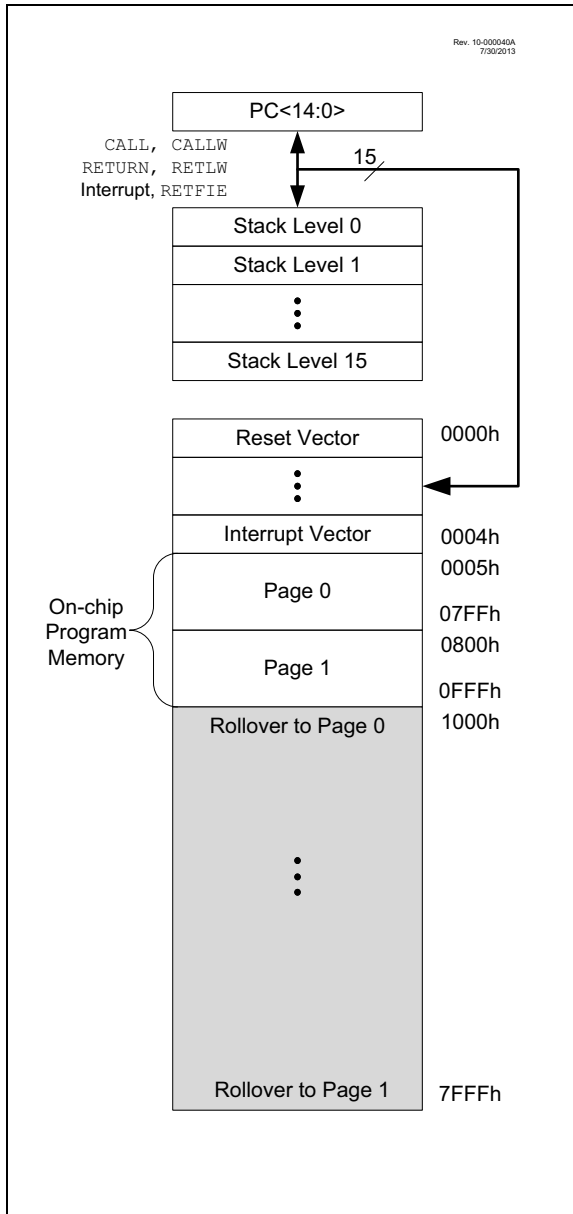 Rev. 10-000040A
7/30/2013
PC<14:0>
CALL, CALLW
RETURN, RETLW
Interrupt, RETFIE
15
Stack Level 0
Stack Level 1
Stack Level 15
Reset Vector
0000h
Interrupt Vector
0004h
0005h
On-chip
Program
Memory
Page 0
07FFh
0800h
Page 1
0FFFh
Rollover to Page 0
1000h
Rollover to Page 1
7FFFh